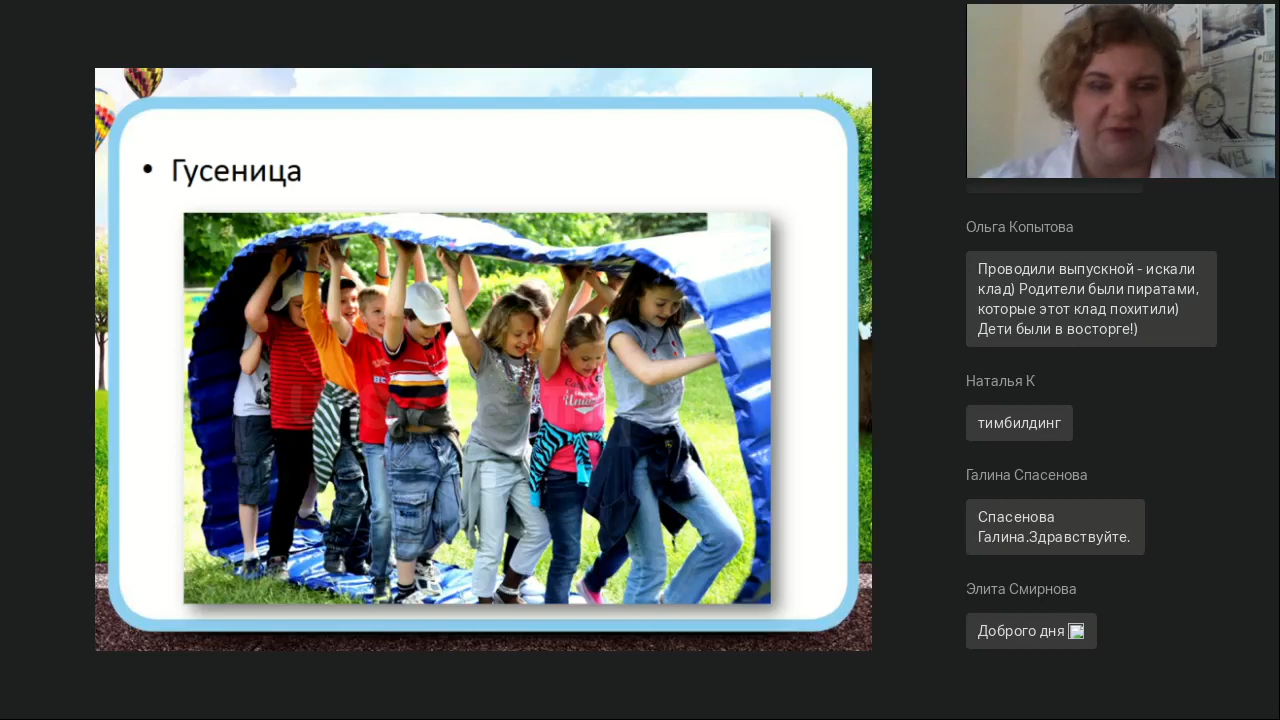 • Гусеница
Ольга Копытова
Проводили выпускной - искали
клад) Родители были пиратами,
которые этот клад похитили)
Дети были в восторге!)
Наталья К
тимбилдинг
Галина Спасенова
Спасенова
Галина.Здравствуйте.
Элита Смирнова
Доброго дня